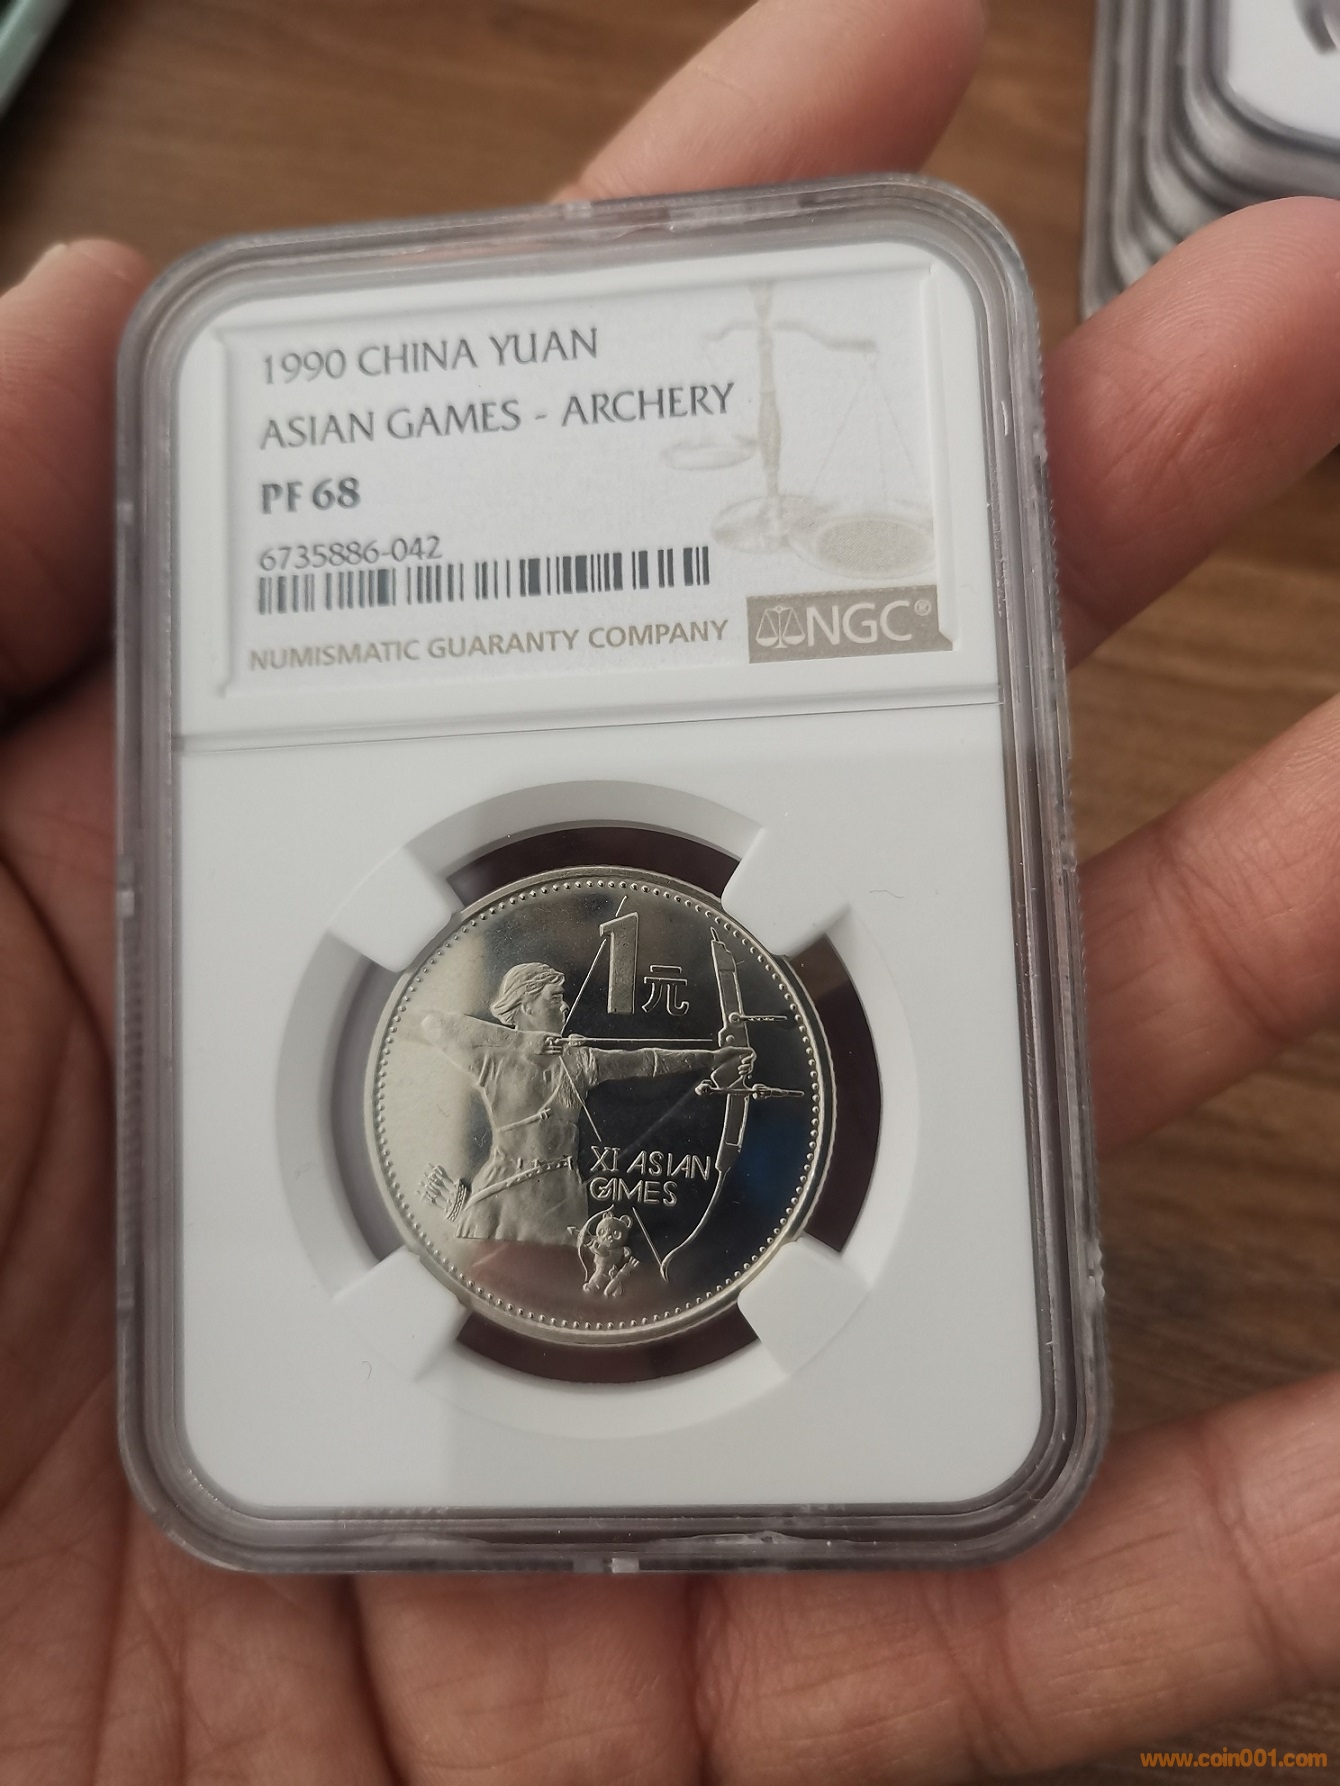 1990 CHINA YUAN
ASIAN GAMES - ARCHERY
PF 68
6735886-042
NUMISMATIC GUARANTY COMPANY
NGC®
1元
XI ASIAN
GAMES
www.coin001.com